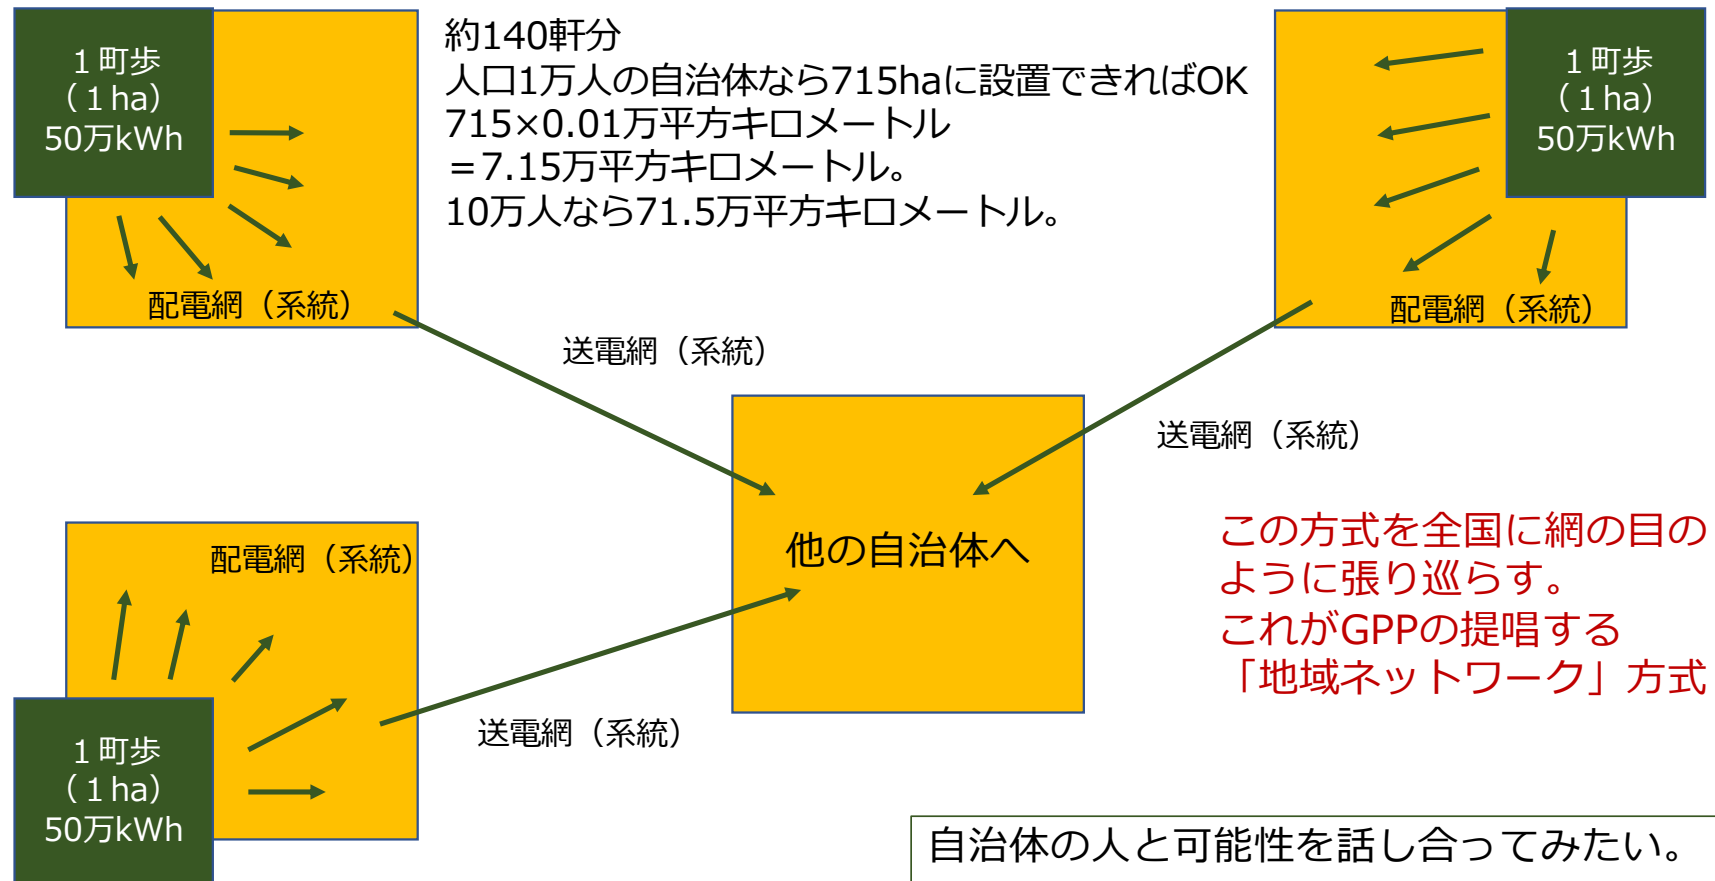 １町歩
（１ha）
50万kWh
約140軒分
人口1万人の自治体なら715haに設置できればOK
715×0.01万平方キロメートル
＝7.15万平方キロメートル。
10万人なら71.5万平方キロメートル。
１町歩
（１ha）
50万kWh
配電網（系統）
配電網（系統）
送電網（系統）
送電網（系統）
他の自治体へ
この方式を全国に網の目の
ように張り巡らす。
これがGPPの提唱する
「地域ネットワーク」方式
配電網（系統）
送電網（系統）
１町歩
（１ha）
50万kWh
自治体の人と可能性を話し合ってみたい。